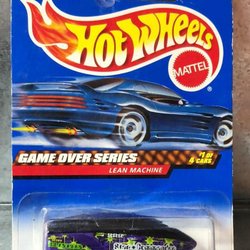 HOT WHEELS
MATTEL
GAME OVER SERIES
#1 OF
4 CARS
LEAN MACHINE